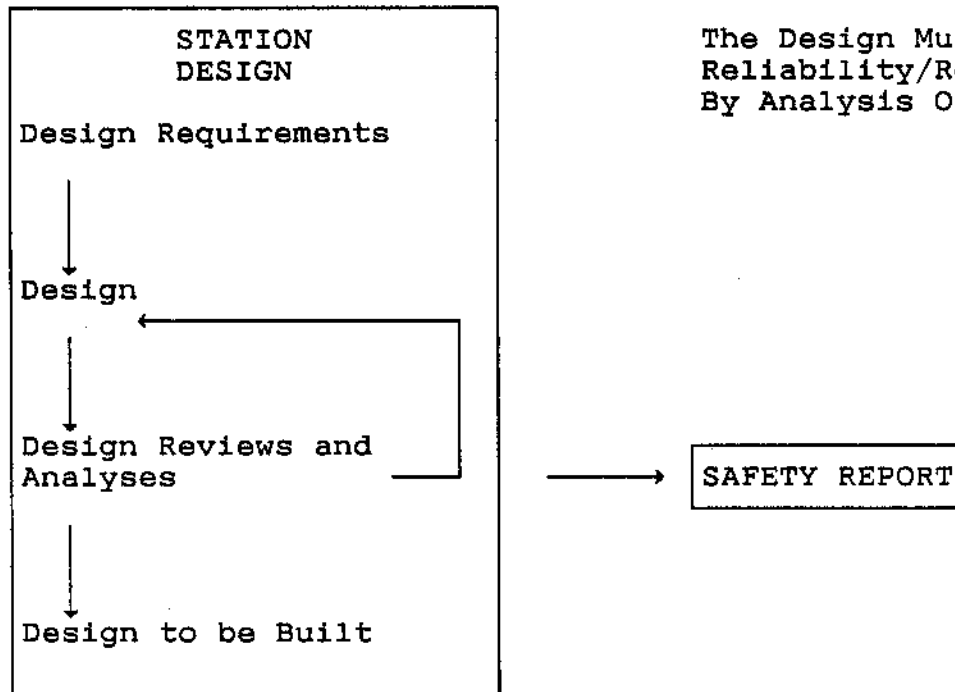 STATION
DESIGN
Design Requirements
Design
Design Reviews and
Analyses
Design to be Built
The Design
Reliability/
By Analysis
SAFETY REPORT